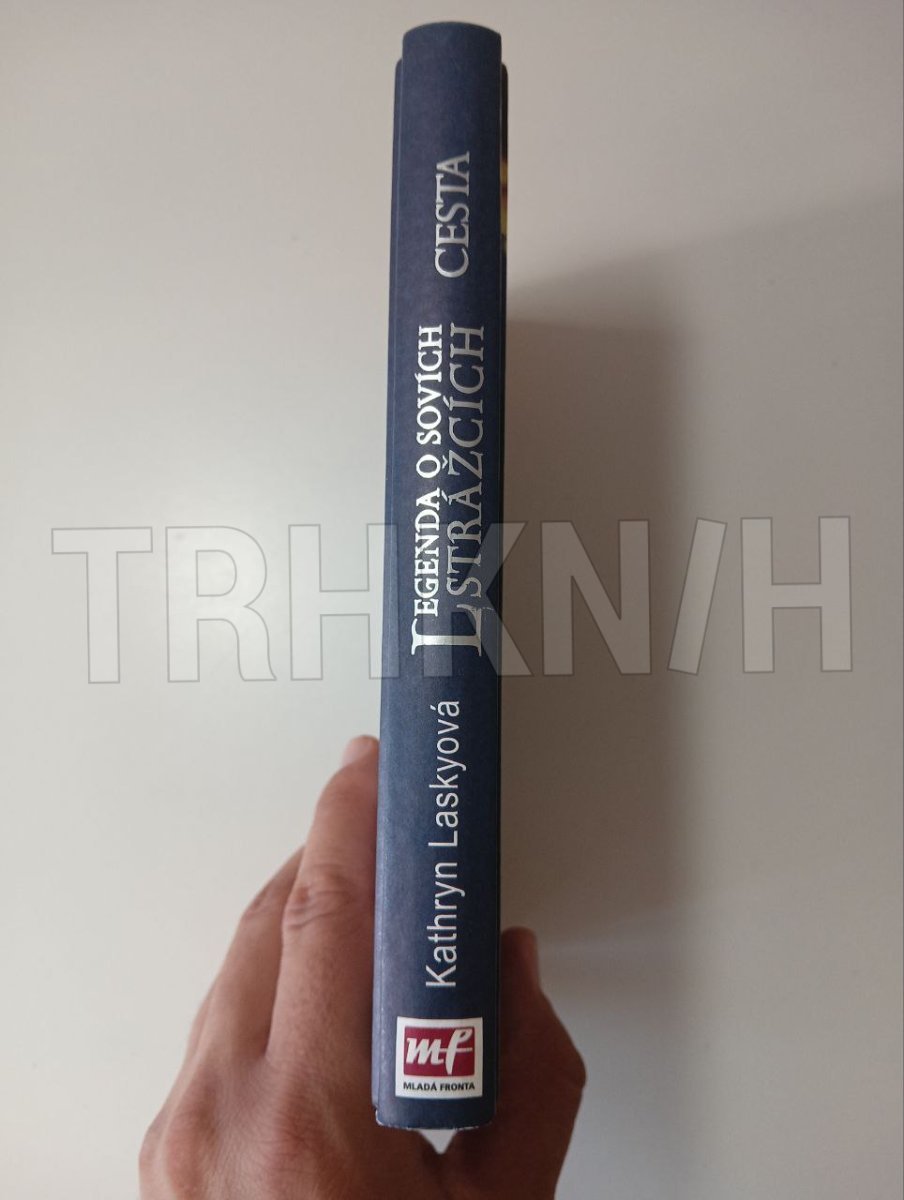 Kathryn Laskyová
LEGENDA O SOVÍCH
STRÁŽCÍCH
CESTA
mf
MLADÁ FRONTA
TRHKNIH